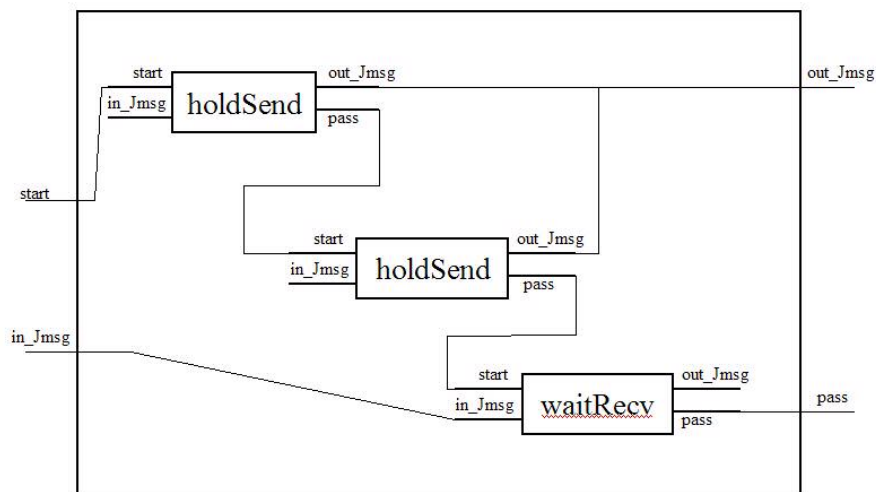 start
out_Jmsg
out_Jmsg
in_Jmsg
holdSend
pass
start
start
out_Jmsg
in_Jmsg
holdSend
pass
in_Jmsg
start
out_Jmsg
in_Jmsg
waitRecv
pass
pass